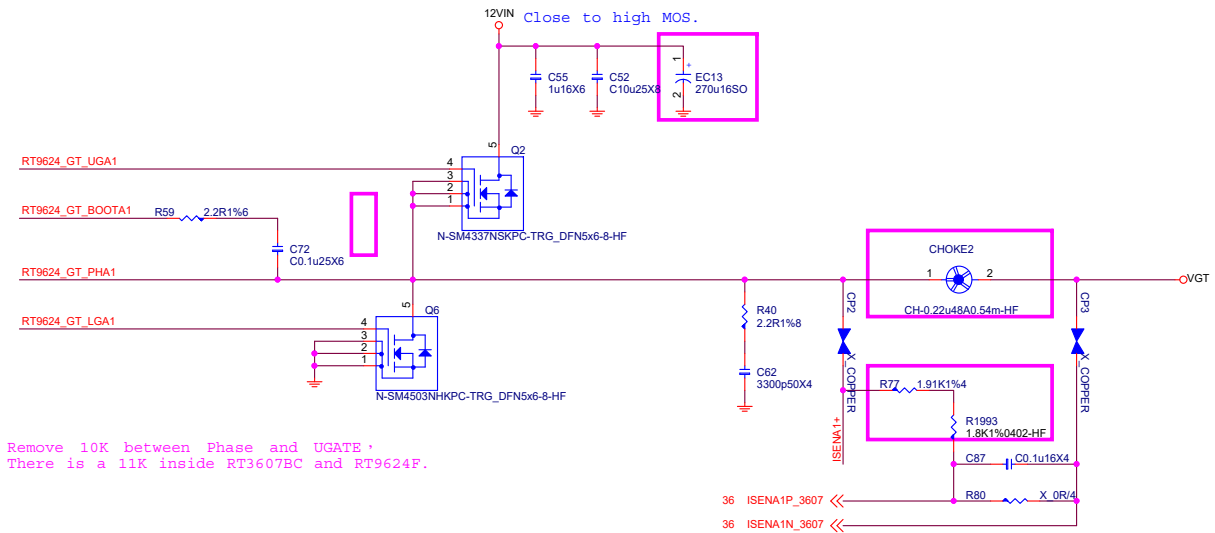 12VIN
Close to high MOS.
C55
1u16X6
C52
C10u25X8
1
+
2
EC13
270u16SO
5
Q2
RT9624_GT_UGA1
4
3
2
1
N-SM4337NSKPC-TRG_DFN5x6-8-HF
RT9624_GT_BOOTA1
R59
2.2R1%6
C72
C0.1u25X6
RT9624_GT_PHA1
CHOKE2
1
2
CH-0.22u48A0.54m-HF
VGT
5
Q6
RT9624_GT_LGA1
4
3
2
1
N-SM4503NHKPC-TRG_DFN5x6-8-HF
R40
2.2R1%8
C62
3300p50X4
CP2
X_COPPER
CP3
X_COPPER
R77
1.91K1%4
R1993
1.8K1%0402-HF
ISENA1+
C87
C0.1u16X4
R80
X_0R/4
36 ISENA1P_3607
36 ISENA1N_3607
Remove 10K between Phase and UGATE,
There is a 11K inside RT3607BC and RT9624F.